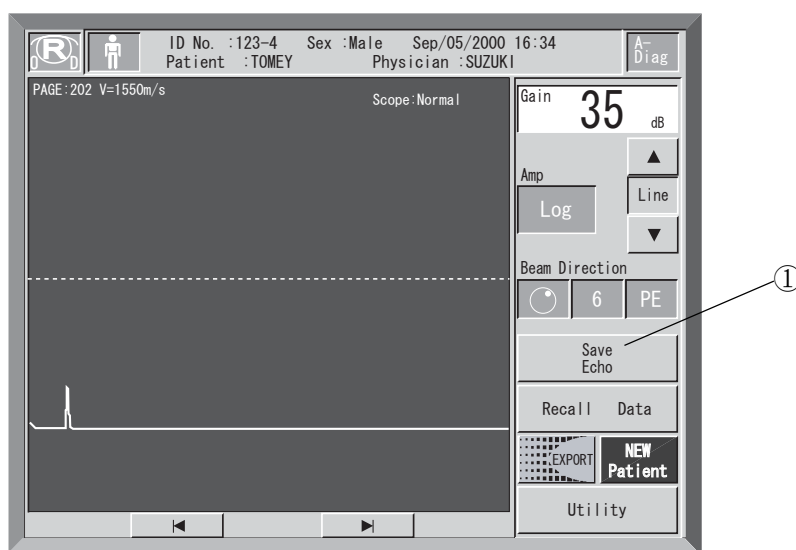 R
O D
ID No. :123-4 Sex :Male Sep/05/2000 16:34
Patient :TOMEY Physician :SUZUKI
A-
Diag
PAGE:202 V=1550m/s
Scope:Normal
Gain 35 dB
Amp
Log
▲
Line
▼
Beam Direction
6 PE
①
Save
Echo
Recall Data
EXPORT
NEW
Patient
Utility